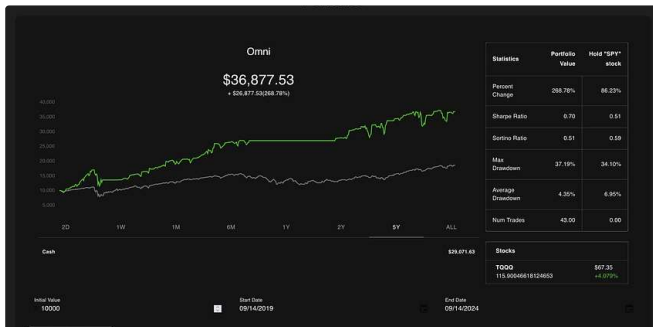 Omni
$36,877.53
+ $26,877.53(268.78%)
40,000
35,000
30,000
25,000
20,000
15,000
10,000
5,000
2D 1W 1M 6M 1Y 2Y 5Y ALL
Cash $29,071.63
Initial Value
10000
Start Date
09/14/2019
End Date
09/14/2024
Statistics Portfolio Value Hold "SPY" stock
Percent Change 268.78% 86.23%
Sharpe Ratio 0.70 0.51
Sortino Ratio 0.51 0.59
Max Drawdown 37.19% 34.10%
Average Drawdown 4.35% 6.95%
Num Trades 43.00 0.00
Stocks
TQQQ $67.35
115.90046618124653 +4.079%